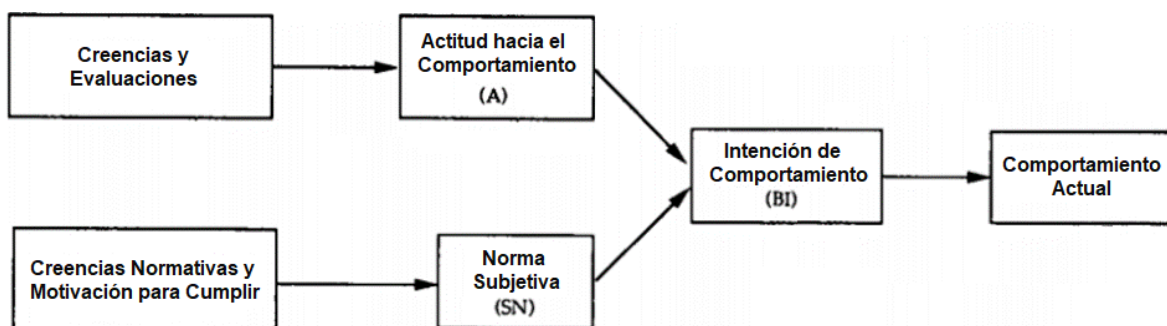 Creencias y
Evaluaciones
Actitud hacia el
Comportamiento
(A)
Intención de
Comportamiento
(BI)
Comportamiento
Actual
Creencias Normativas y
Motivación para Cumplir
Norma
Subjetiva
(SN)